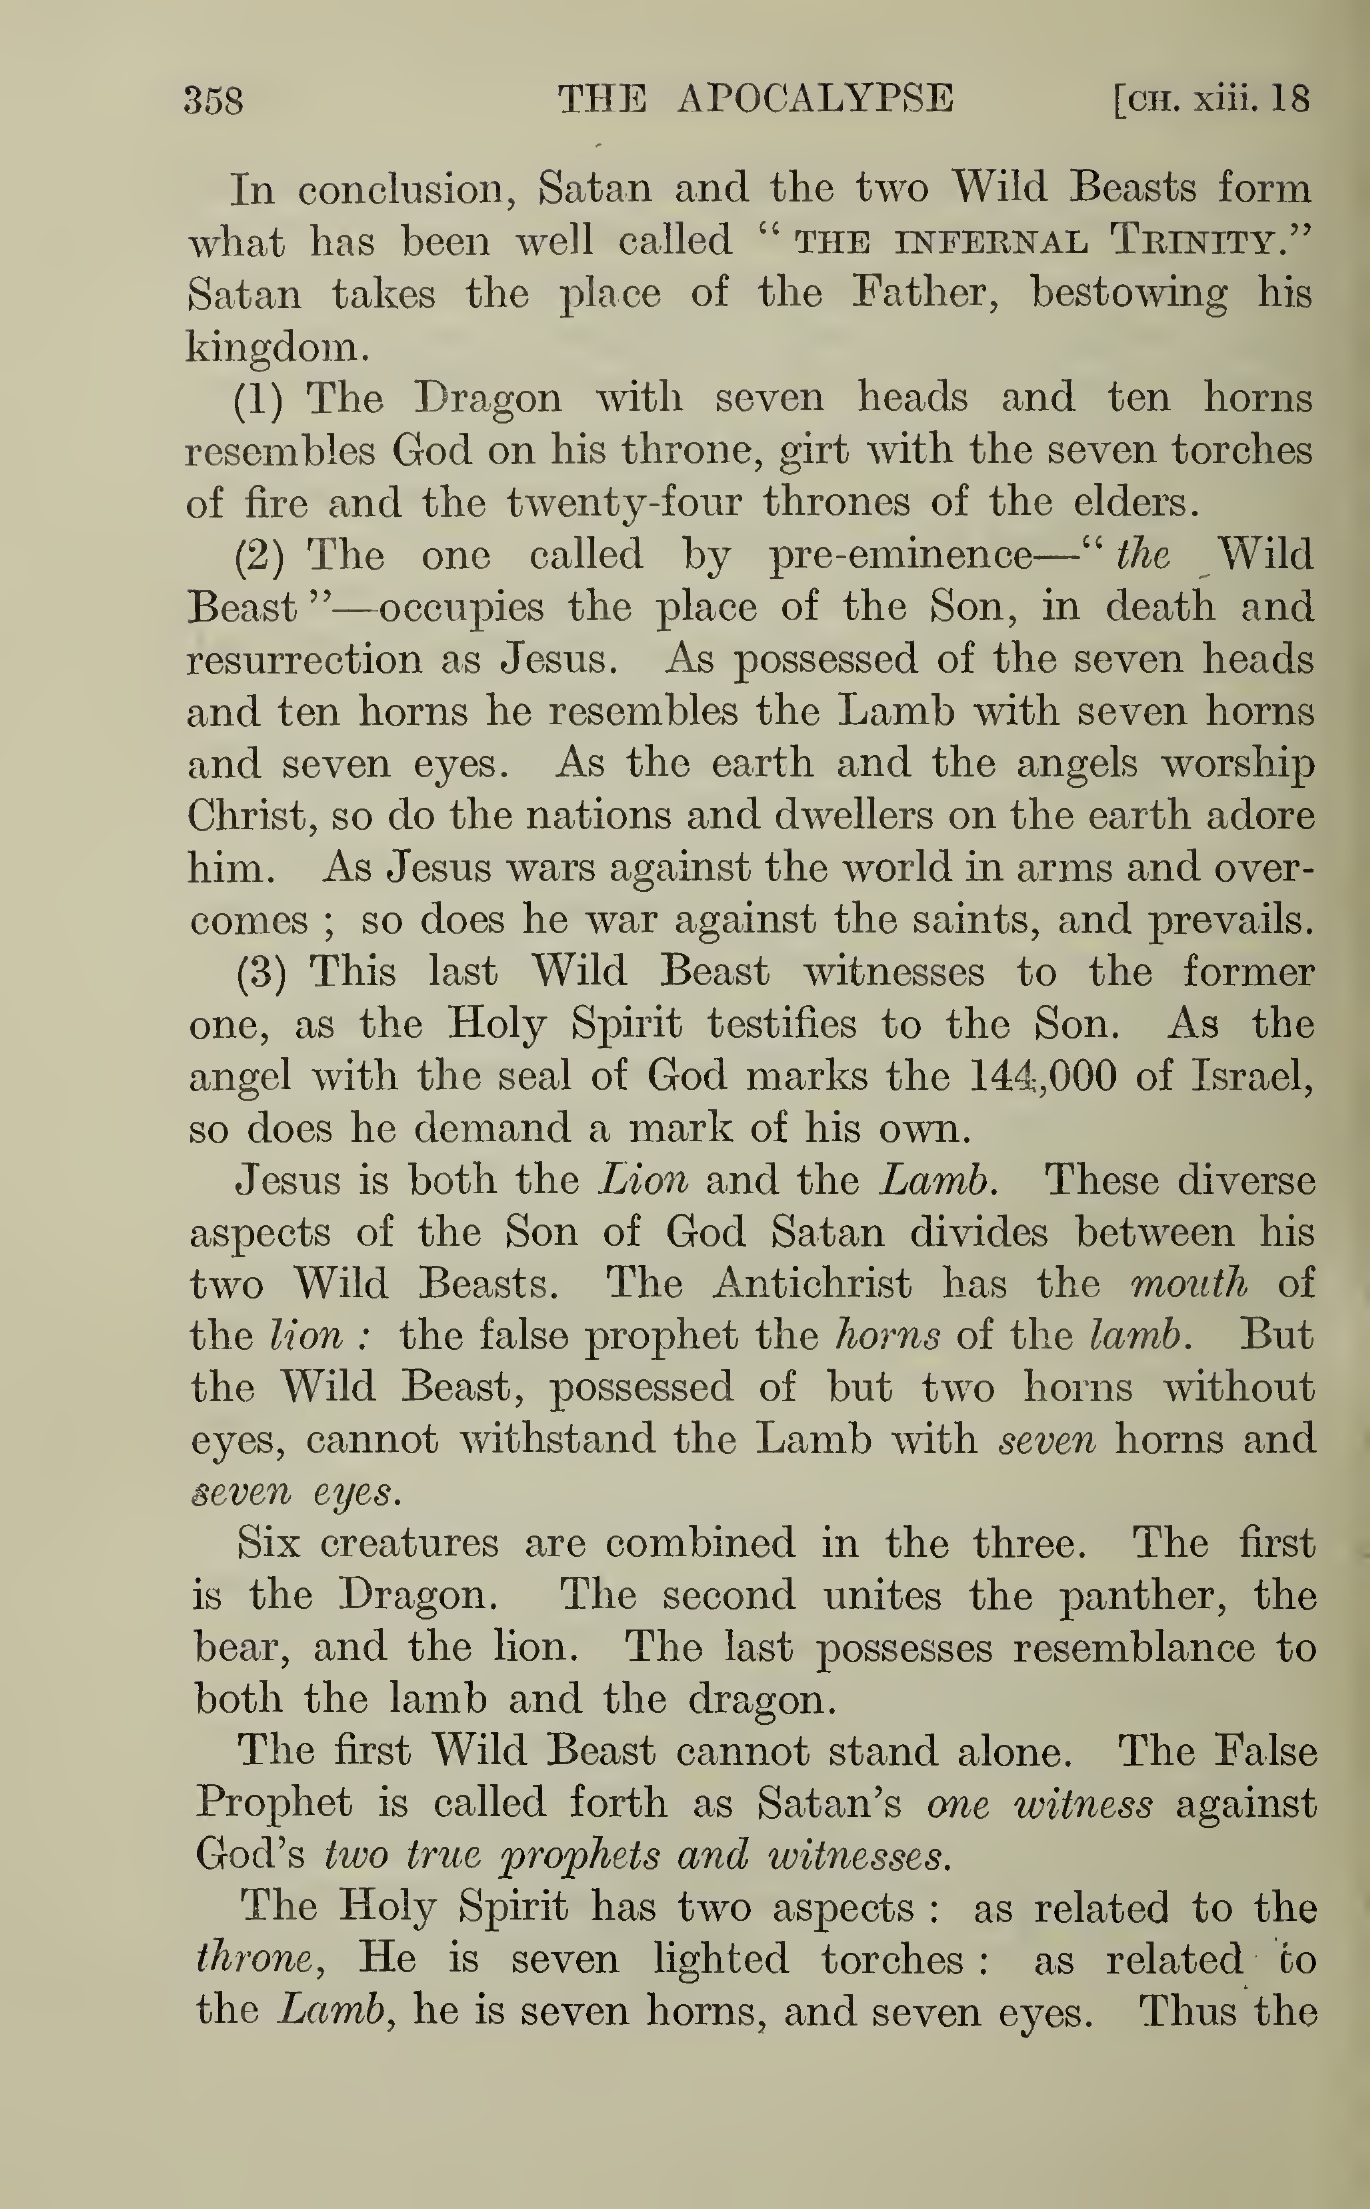 358 THE APOCALYPSE [CH. xiii. 18
In conclusion, Satan and the two Wild Beasts form
what has been well called “ THE INFERNAL TRINITY.”
Satan takes the place of the Father, bestowing his
kingdom.
(1) The Dragon with seven heads and ten horns
resembles God on his throne, girt with the seven torches
of fire and the twenty-four thrones of the elders.
(2) The one called by pre-eminence—“ the Wild
Beast ”—occupies the place of the Son, in death and
resurrection as Jesus. As possessed of the seven heads
and ten horns he resembles the Lamb with seven horns
and seven eyes. As the earth and the angels worship
Christ, so do the nations and dwellers on the earth adore
him. As Jesus wars against the world in arms and over-
comes ; so does he war against the saints, and prevails.
(3) This last Wild Beast witnesses to the former
one, as the Holy Spirit testifies to the Son. As the
angel with the seal of God marks the 144,000 of Israel,
so does he demand a mark of his own.
Jesus is both the Lion and the Lamb. These diverse
aspects of the Son of God Satan divides between his
two Wild Beasts. The Antichrist has the mouth of
the lion : the false prophet the horns of the lamb. But
the Wild Beast, possessed of but two horns without
eyes, cannot withstand the Lamb with seven horns and
seven eyes.
Six creatures are combined in the three. The first
is the Dragon. The second unites the panther, the
bear, and the lion. The last possesses resemblance to
both the lamb and the dragon.
The first Wild Beast cannot stand alone. The False
Prophet is called forth as Satan’s one witness against
God’s two true prophets and witnesses.
The Holy Spirit has two aspects : as related to the
throne, He is seven lighted torches : as related to
the Lamb, he is seven horns, and seven eyes. Thus the